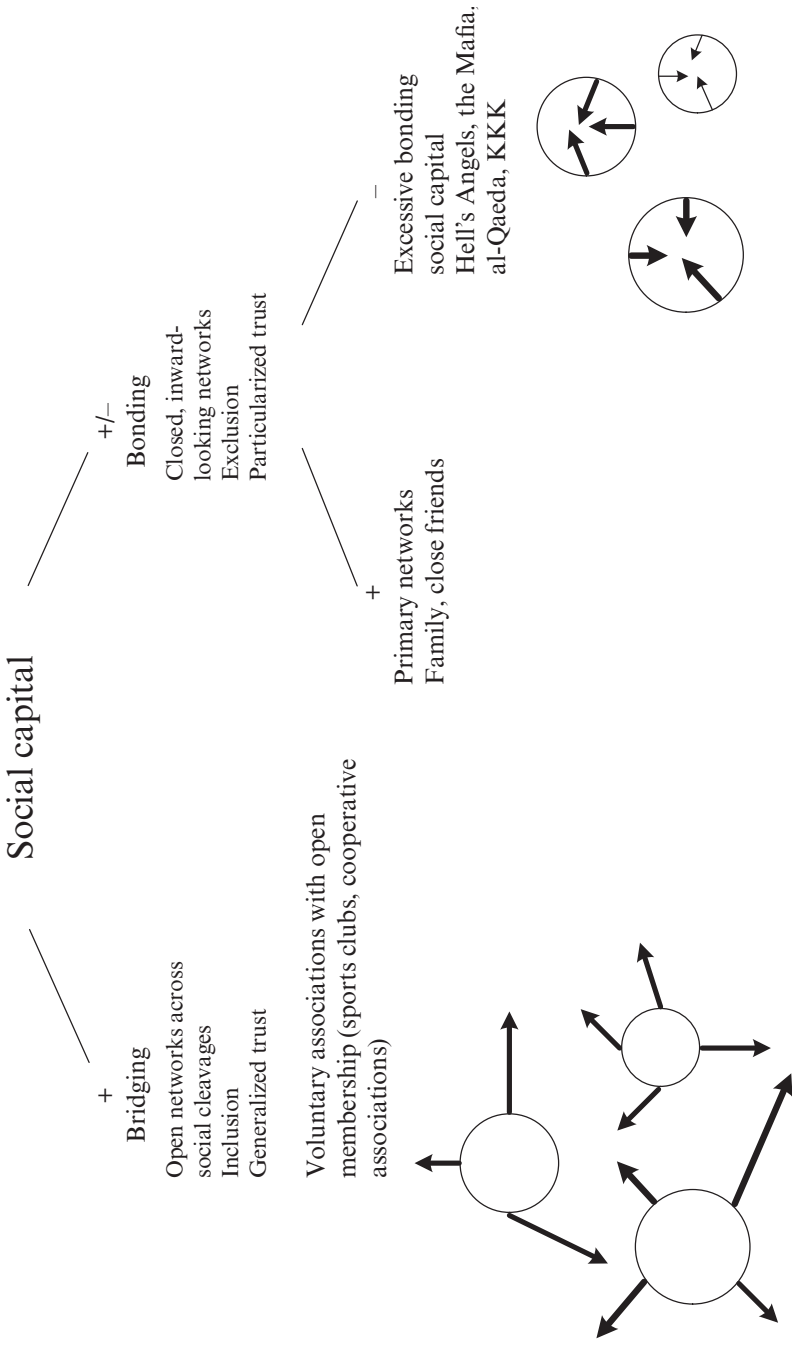 Social capital
+
Bridging
Open networks across
social cleavages
Inclusion
Generalized trust
Voluntary associations with open
membership (sports clubs, cooperative
associations)
+/–
Bonding
Closed, inward-
looking networks
Exclusion
Particularized trust
+
Primary networks
Family, close friends
–
Excessive bonding
social capital
Hell's Angels, the Mafia,
al-Qaeda, KKK